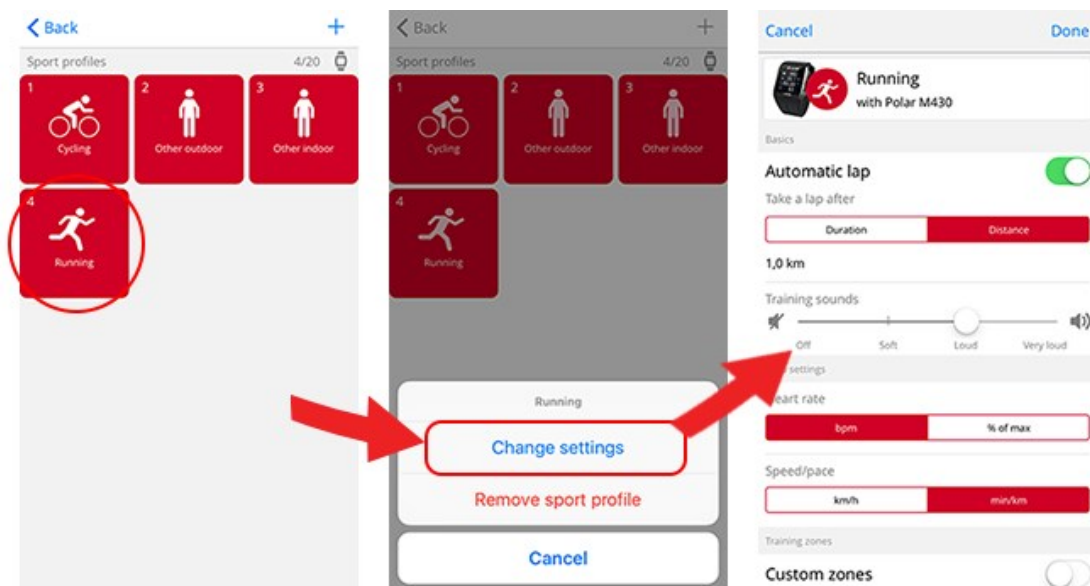 Back +
Sport profiles 4/20
1 2 3
Cycling Other outdoor Other indoor
4
Running
Back +
Sport profiles 4/20
1 2 3
Cycling Other outdoor Other indoor
4
Running
Running
Change settings
Remove sport profile
Cancel
Cancel Done
Running
with Polar M430
Basics
Automatic lap
Take a lap after
Duration Distance
1,0 km
Training sounds
Off Soft Loud Very loud
settings
eart rate
bpm % of max
Speed/pace
km/h min/km
Training zones
Custom zones